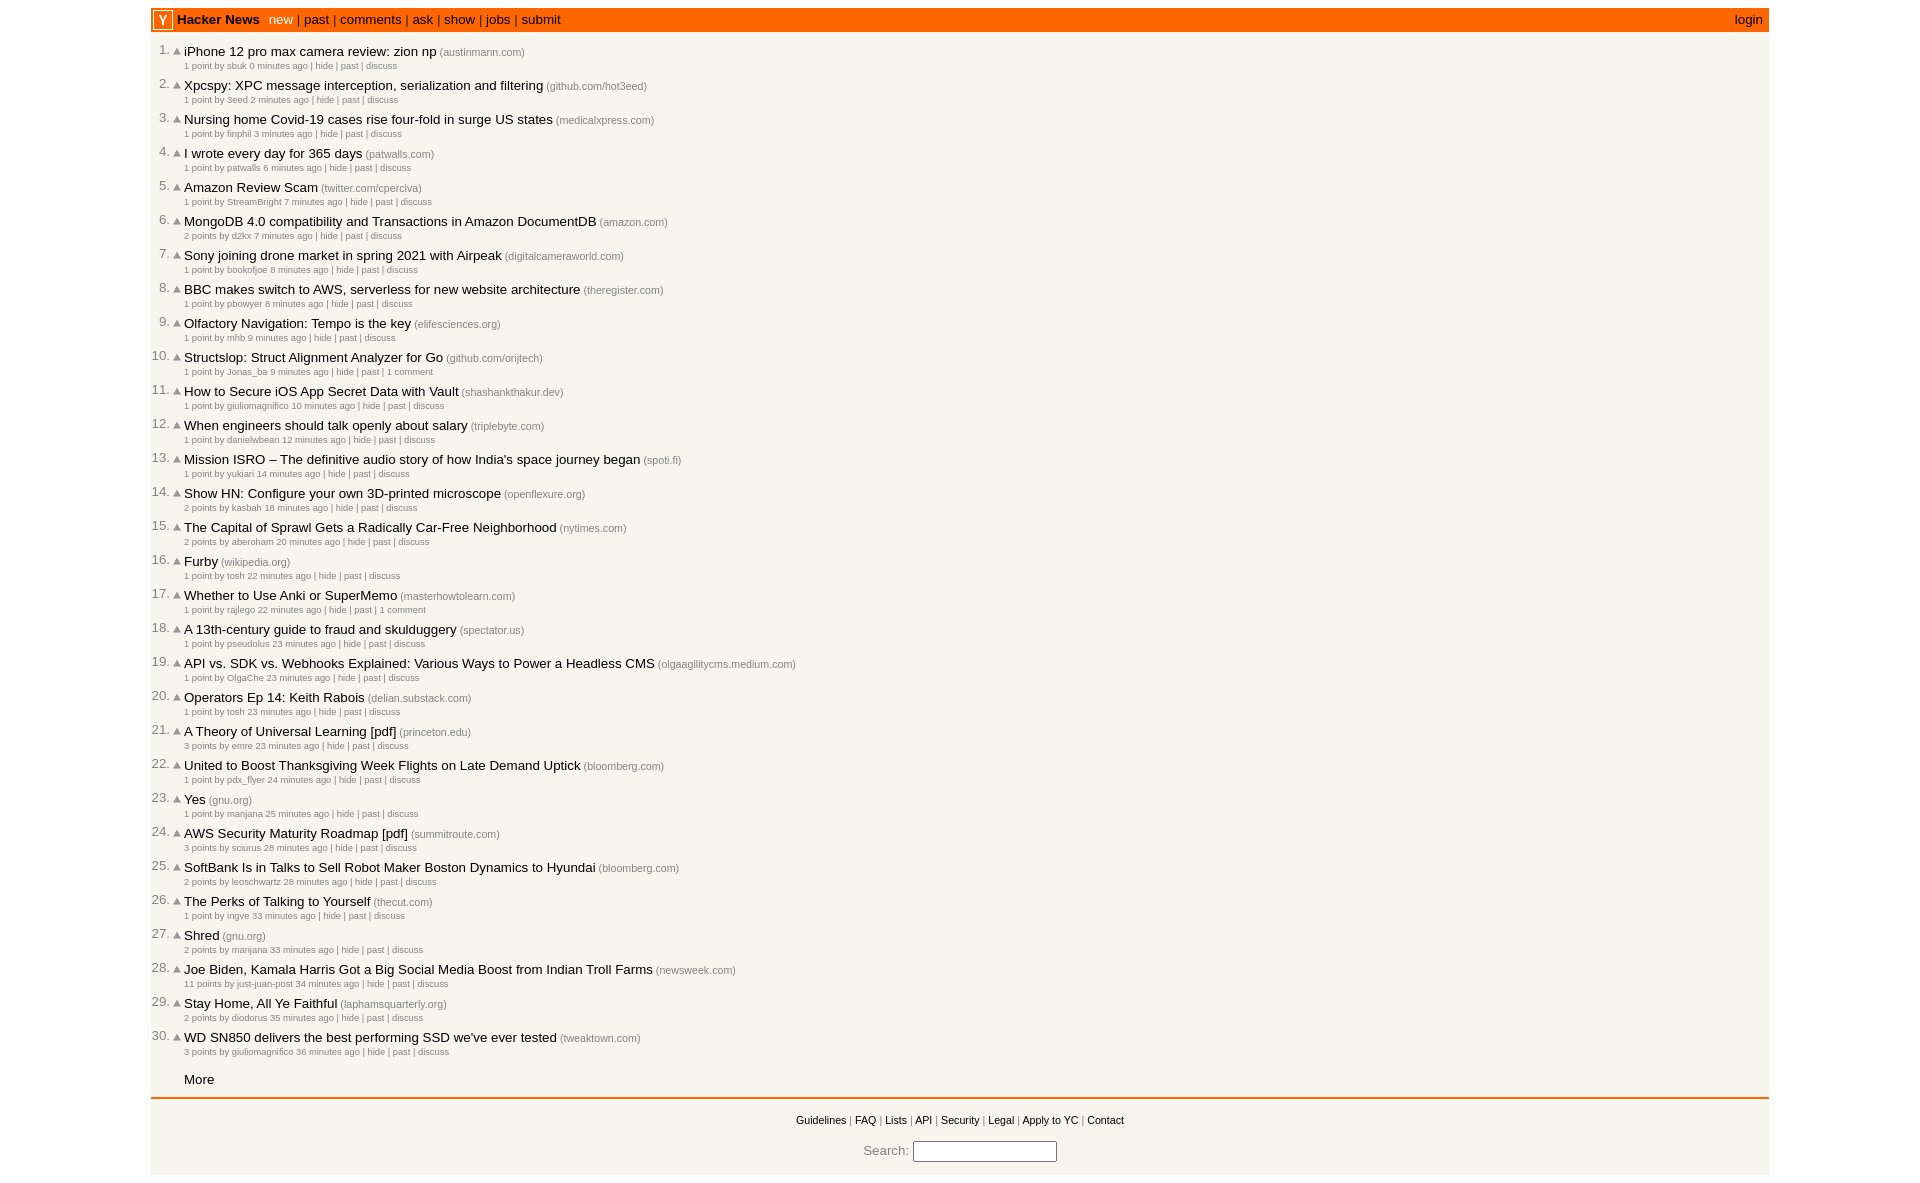 Y Hacker News new | past | comments | ask | show | jobs | submit login
1. iPhone 12 pro max camera review: zion np (austinmann.com)
1 point by sbuk 0 minutes ago | hide | past | discuss
2. Xpcspy: XPC message interception, serialization and filtering (github.com/hot3eed)
1 point by 3eed 2 minutes ago | hide | past | discuss
3. Nursing home Covid-19 cases rise four-fold in surge US states (medicalxpress.com)
1 point by finphil 3 minutes ago | hide | past | discuss
4. I wrote every day for 365 days (patwalls.com)
1 point by patwalls 6 minutes ago | hide | past | discuss
5. Amazon Review Scam (twitter.com/cperciva)
1 point by StreamBright 7 minutes ago | hide | past | discuss
6. MongoDB 4.0 compatibility and Transactions in Amazon DocumentDB (amazon.com)
2 points by d2kx 7 minutes ago | hide | past | discuss
7. Sony joining drone market in spring 2021 with Airpeak (digitalcameraworld.com)
1 point by bookofjoe 8 minutes ago | hide | past | discuss
8. BBC makes switch to AWS, serverless for new website architecture (theregister.com)
1 point by pbowyer 8 minutes ago | hide | past | discuss
9. Olfactory Navigation: Tempo is the key (elifesciences.org)
1 point by mhb 9 minutes ago | hide | past | discuss
10. Structslop: Struct Alignment Analyzer for Go (github.com/orijtech)
1 point by Jonas_ba 9 minutes ago | hide | past | 1 comment
11. How to Secure iOS App Secret Data with Vault (shashankthakur.dev)
1 point by giuliomagnifico 10 minutes ago | hide | past | discuss
12. When engineers should talk openly about salary (triplebyte.com)
1 point by danielwbean 12 minutes ago | hide | past | discuss
13. Mission ISRO – The definitive audio story of how India's space journey began (spoti.fi)
1 point by yukiari 14 minutes ago | hide | past | discuss
14. Show HN: Configure your own 3D-printed microscope (openflexure.org)
2 points by kasbah 18 minutes ago | hide | past | discuss
15. The Capital of Sprawl Gets a Radically Car-Free Neighborhood (nytimes.com)
2 points by aberoham 20 minutes ago | hide | past | discuss
16. Furby (wikipedia.org)
1 point by tosh 22 minutes ago | hide | past | discuss
17. Whether to Use Anki or SuperMemo (masterhowtolearn.com)
1 point by rajlego 22 minutes ago | hide | past | 1 comment
18. A 13th-century guide to fraud and skulduggery (spectator.us)
1 point by pseudolus 23 minutes ago | hide | past | discuss
19. API vs. SDK vs. Webhooks Explained: Various Ways to Power a Headless CMS (olgaagilitycms.medium.com)
1 point by OlgaChe 23 minutes ago | hide | past | discuss
20. Operators Ep 14: Keith Rabois (delian.substack.com)
1 point by tosh 23 minutes ago | hide | past | discuss
21. A Theory of Universal Learning [pdf] (princeton.edu)
3 points by emre 23 minutes ago | hide | past | discuss
22. United to Boost Thanksgiving Week Flights on Late Demand Uptick (bloomberg.com)
1 point by pdx_flyer 24 minutes ago | hide | past | discuss
23. Yes (gnu.org)
1 point by manjana 25 minutes ago | hide | past | discuss
24. AWS Security Maturity Roadmap [pdf] (summitroute.com)
3 points by sciurus 28 minutes ago | hide | past | discuss
25. SoftBank Is in Talks to Sell Robot Maker Boston Dynamics to Hyundai (bloomberg.com)
2 points by leoschwartz 28 minutes ago | hide | past | discuss
26. The Perks of Talking to Yourself (thecut.com)
1 point by ingve 33 minutes ago | hide | past | discuss
27. Shred (gnu.org)
2 points by manjana 33 minutes ago | hide | past | discuss
28. Joe Biden, Kamala Harris Got a Big Social Media Boost from Indian Troll Farms (newsweek.com)
11 points by just-juan-post 34 minutes ago | hide | past | discuss
29. Stay Home, All Ye Faithful (laphamsquarterly.org)
2 points by diodorus 35 minutes ago | hide | past | discuss
30. WD SN850 delivers the best performing SSD we've ever tested (tweaktown.com)
3 points by giuliomagnifico 36 minutes ago | hide | past | discuss
More
Guidelines | FAQ | Lists | API | Security | Legal | Apply to YC | Contact
Search: